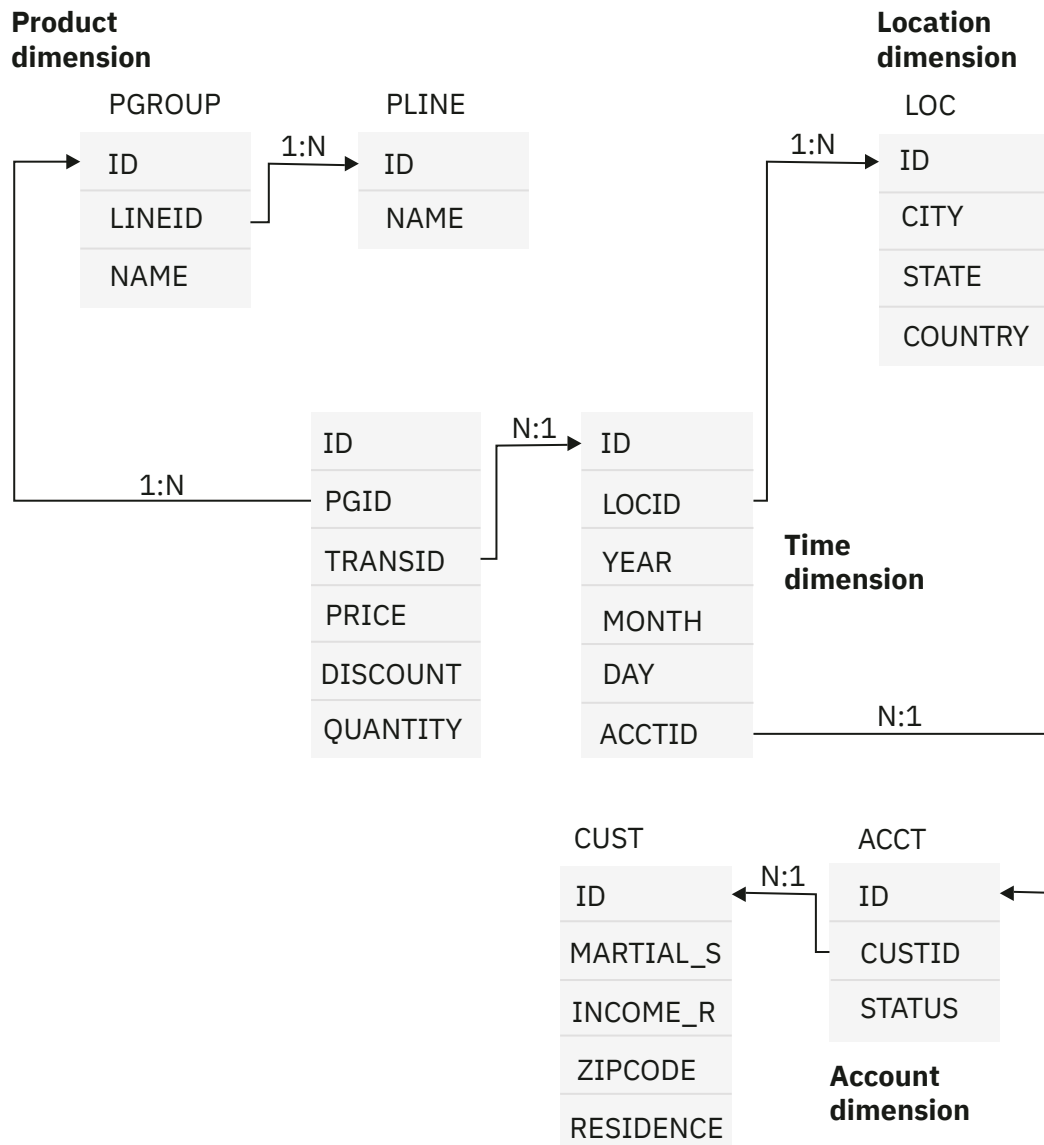 Product
dimension
Location
dimension
PGROUP
PLINE
LOC
ID
LINEID
NAME
1:N
ID
NAME
1:N
ID
CITY
STATE
COUNTRY
1:N
ID
PGID
TRANSID
PRICE
DISCOUNT
QUANTITY
N:1
ID
LOCID
YEAR
MONTH
DAY
ACCTID
Time
dimension
N:1
CUST
ID
MARTIAL_S
INCOME_R
ZIPCODE
RESIDENCE
N:1
ACCT
ID
CUSTID
STATUS
Account
dimension